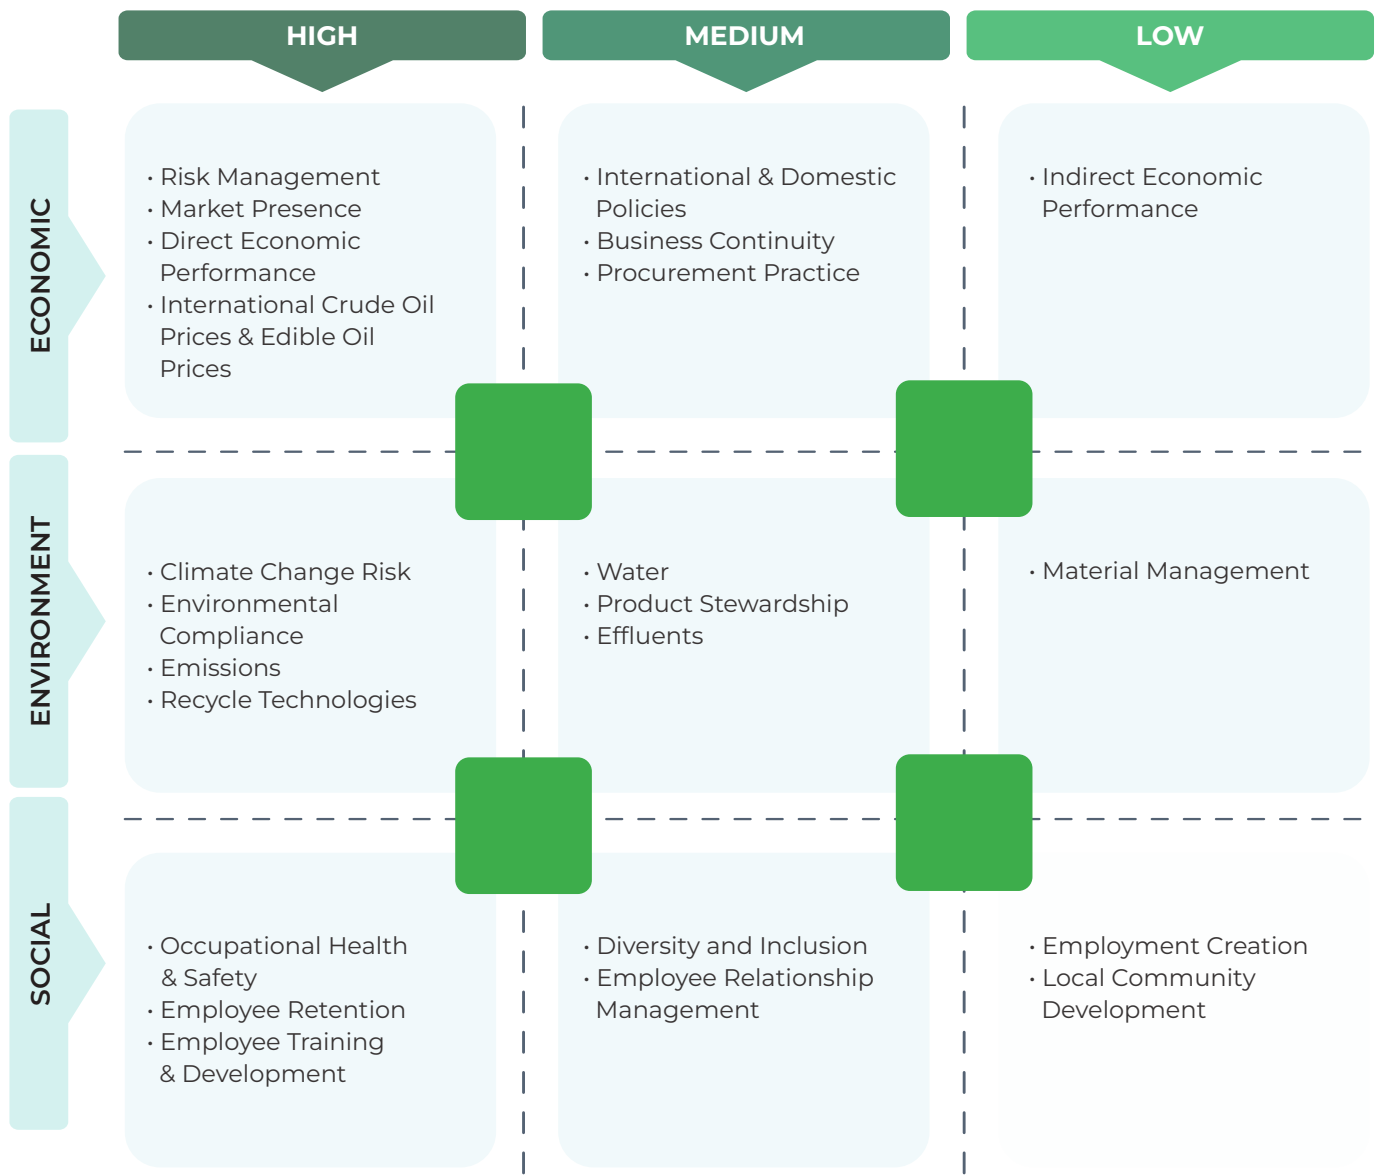 HIGH
MEDIUM
LOW
ECONOMIC
· Risk Management
· Market Presence
· Direct Economic
Performance
· International Crude Oil
Prices & Edible Oil
Prices
· International & Domestic
Policies
· Business Continuity
· Procurement Practice
· Indirect Economic
Performance
ENVIRONMENT
· Climate Change Risk
· Environmental
Compliance
· Emissions
· Recycle Technologies
· Water
· Product Stewardship
· Effluents
· Material Management
SOCIAL
· Occupational Health
& Safety
· Employee Retention
· Employee Training
& Development
· Diversity and Inclusion
· Employee Relationship
Management
· Employment Creation
· Local Community
Development